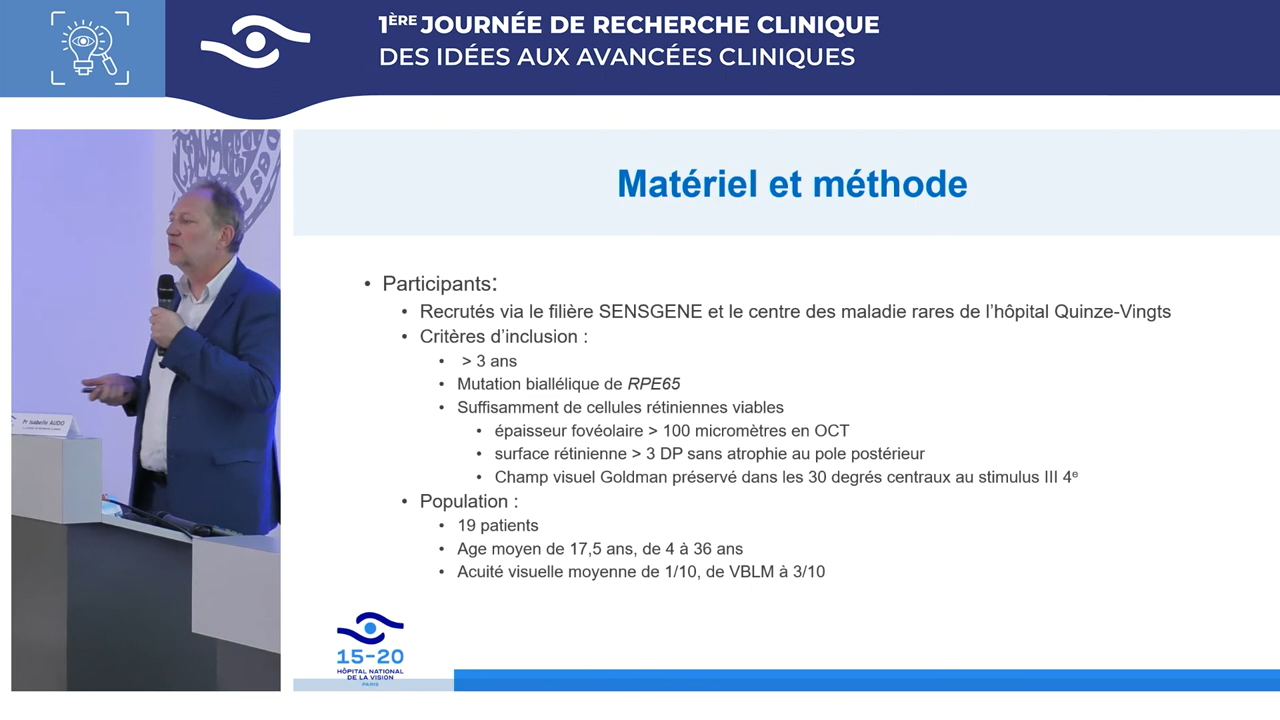 1ÈRE JOURNÉE DE RECHERCHE CLINIQUE
DES IDÉES AUX AVANCÉES CLINIQUES
Matériel et méthode
• Participants:
• Recrutés via le filière SENSGENE et le centre des maladie rares de l'hôpital Quinze-Vingts
• Critères d'inclusion :
• > 3 ans
• Mutation biallélique de RPE65
• Suffisamment de cellules rétiniennes viables
• épaisseur fovéolaire > 100 micromètres en OCT
• surface rétinienne > 3 DP sans atrophie au pole postérieur
• Champ visuel Goldman préservé dans les 30 degrés centraux au stimulus III 4e
• Population :
• 19 patients
• Age moyen de 17,5 ans, de 4 à 36 ans
• Acuité visuelle moyenne de 1/10, de VBLM à 3/10
Pr Isabelle AUDO
15-20
HÔPITAL NATIONAL
DE LA VISION
PARIS